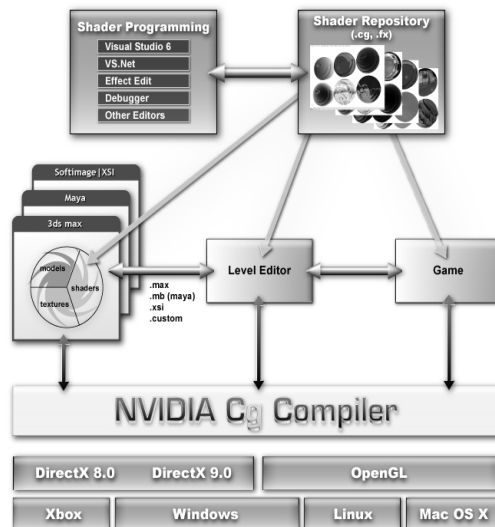 Shader Programming
Visual Studio 6
VS.Net
Effect Edit
Debugger
Other Editors
Shader Repository
(.cg, .fx)
Softimage|XSI
Maya
3ds max
models
shaders
textures
.max
.mb (maya)
.xsi
.custom
Level Editor
Game
NVIDIA Cg Compiler
DirectX 8.0
DirectX 9.0
OpenGL
Xbox
Windows
Linux
Mac OS X